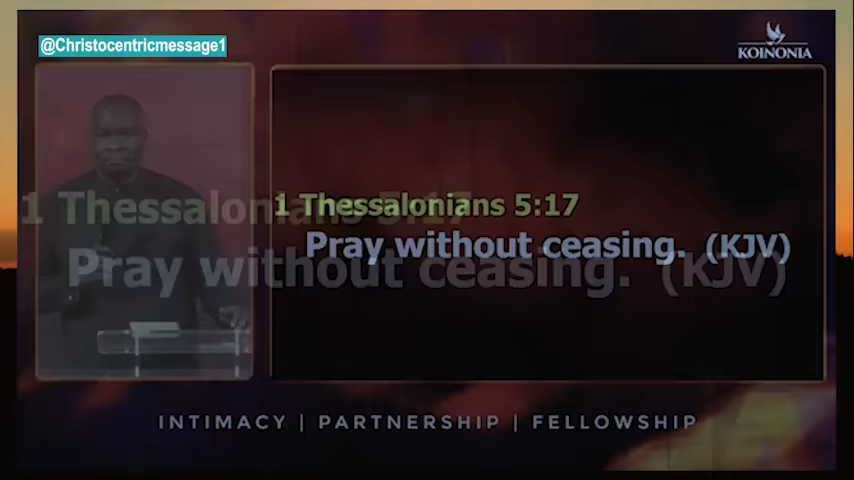 @Christocentricmessage1
KOINONIA
1 Thessalonians 5:17
Pray without ceasing. (KJV)
1 Thessalonians 5:17
Pray without ceasing. (KJV)
INTIMACY | PARTNERSHIP | FELLOWSHIP